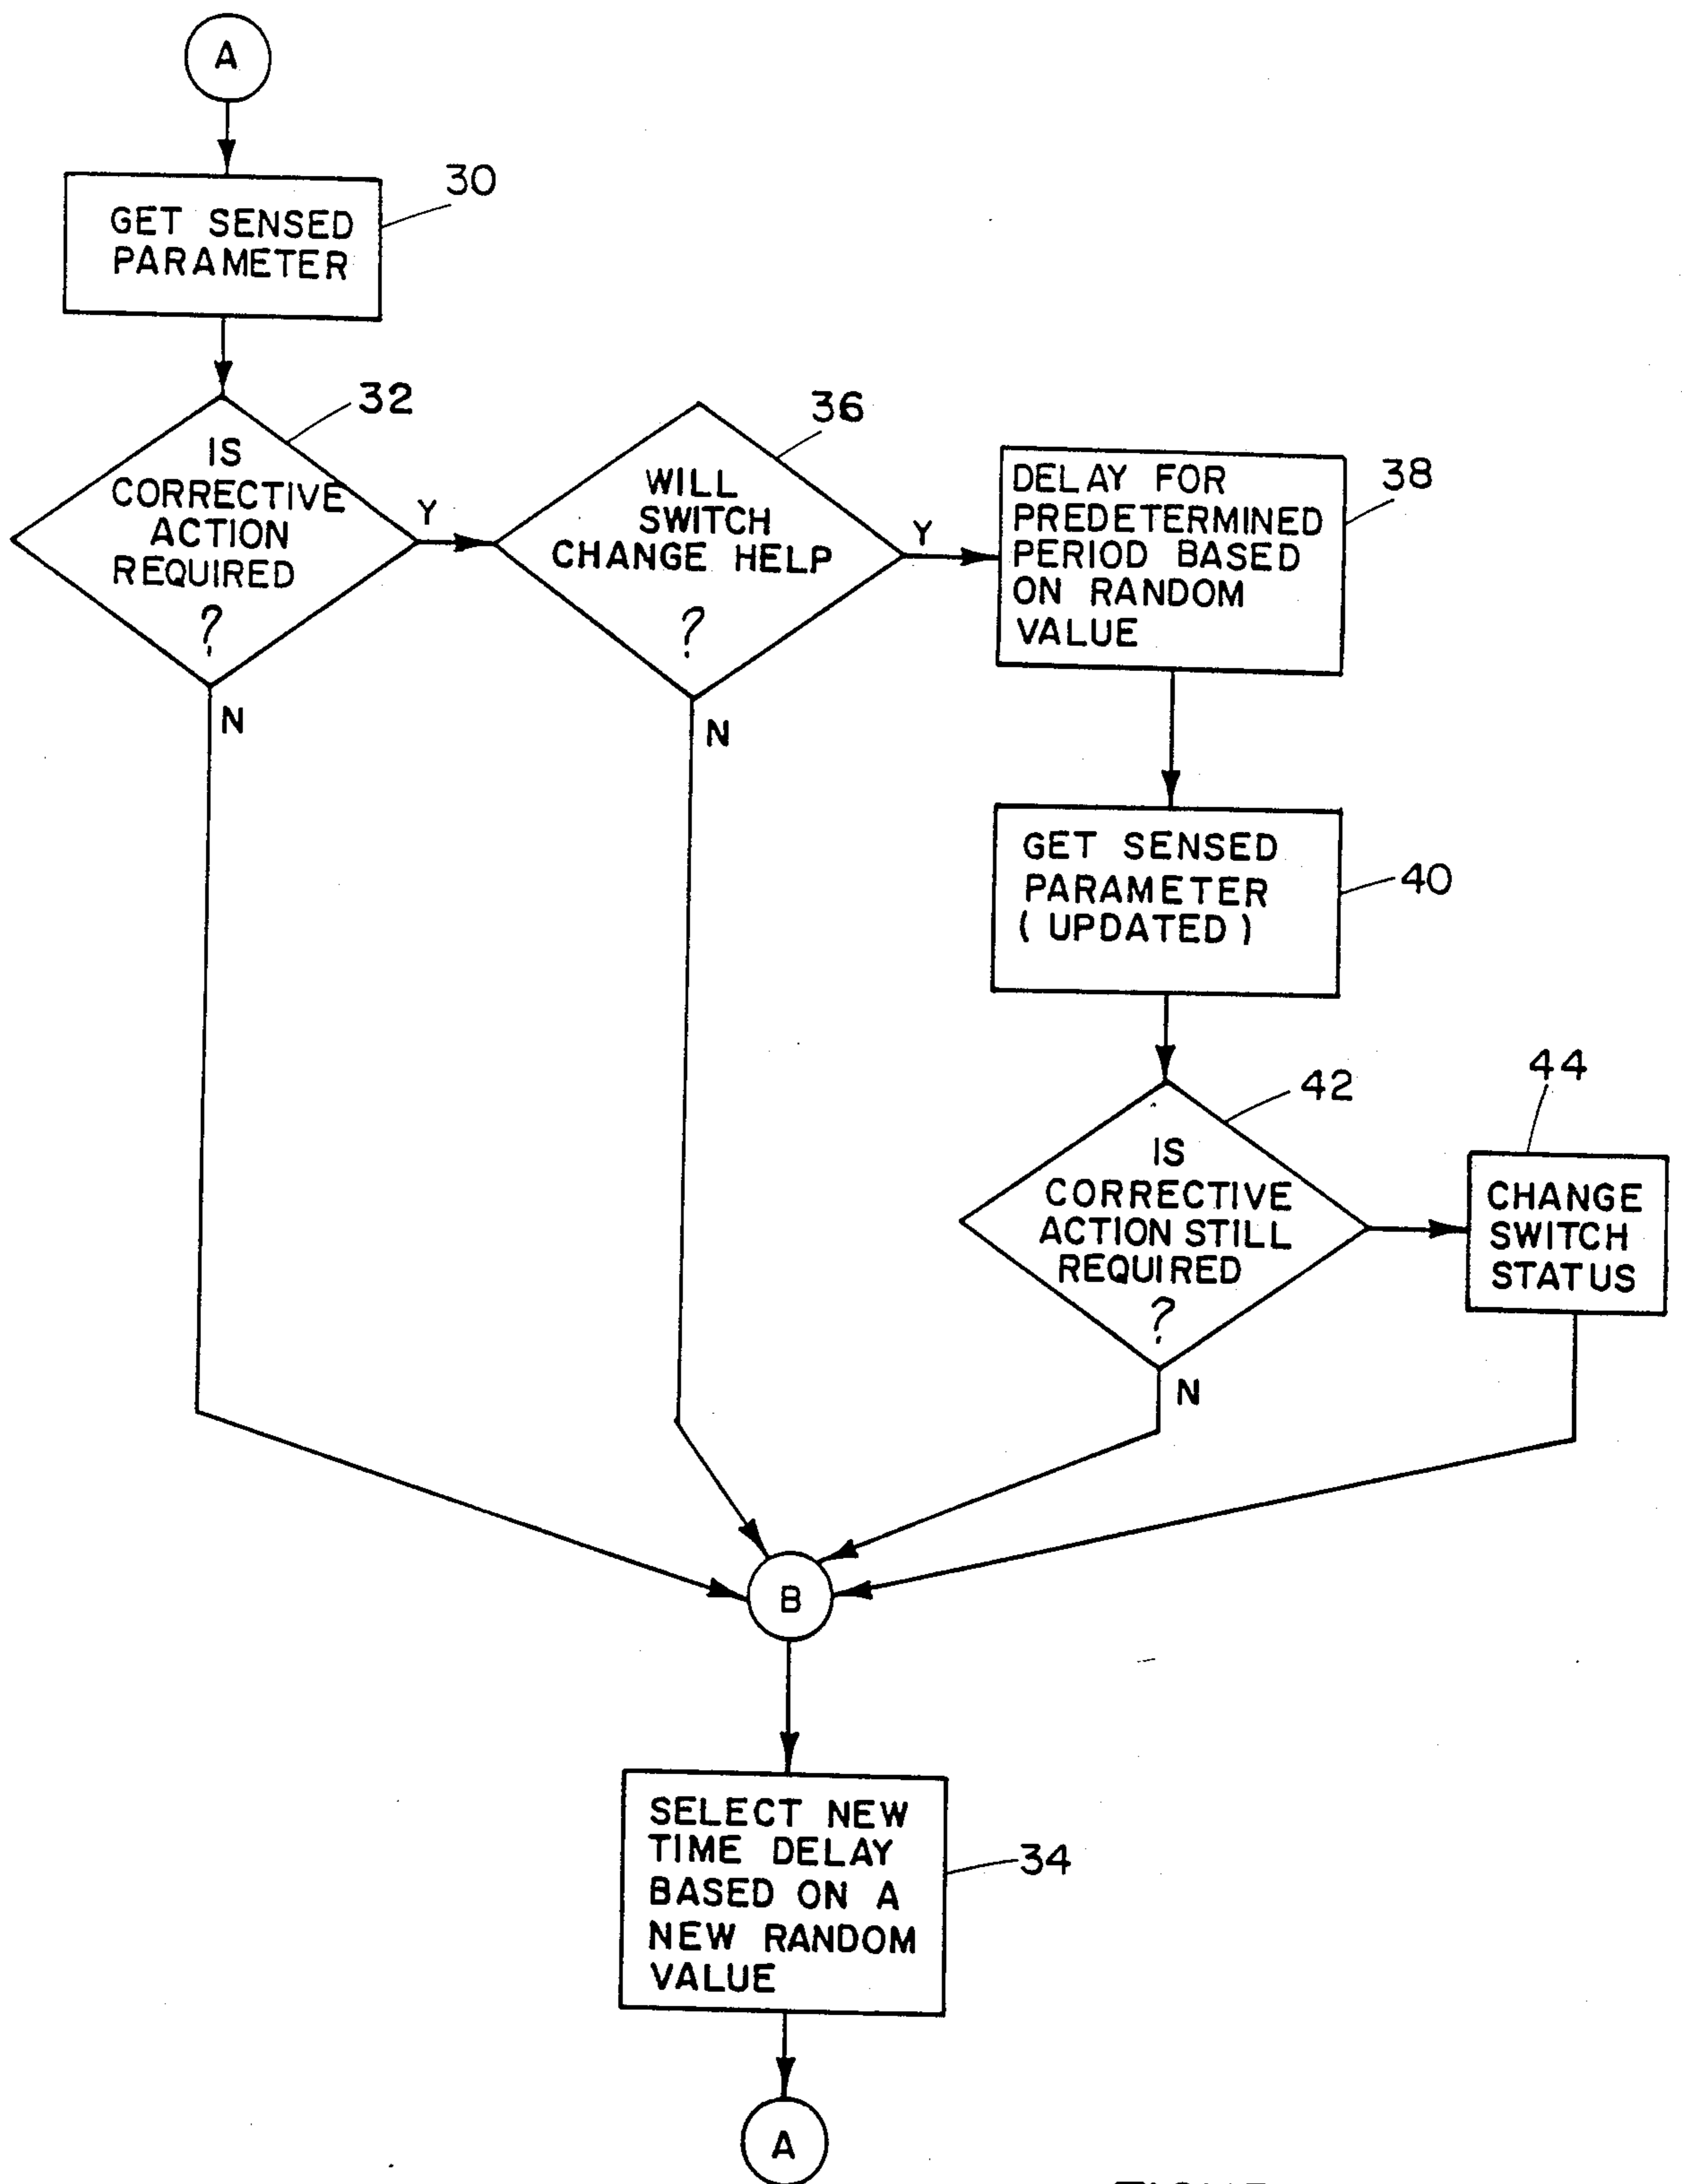 A
30
GET SENSED
PARAMETER
32
IS
CORRECTIVE
ACTION
REQUIRED
?
Y
N
36
WILL
SWITCH
CHANGE HELP
?
Y
N
38
DELAY FOR
PREDETERMINED
PERIOD BASED
ON RANDOM
VALUE
40
GET SENSED
PARAMETER
( UPDATED )
42
IS
CORRECTIVE
ACTION STILL
REQUIRED
?
N
44
CHANGE
SWITCH
STATUS
B
34
SELECT NEW
TIME DELAY
BASED ON A
NEW RANDOM
VALUE
A